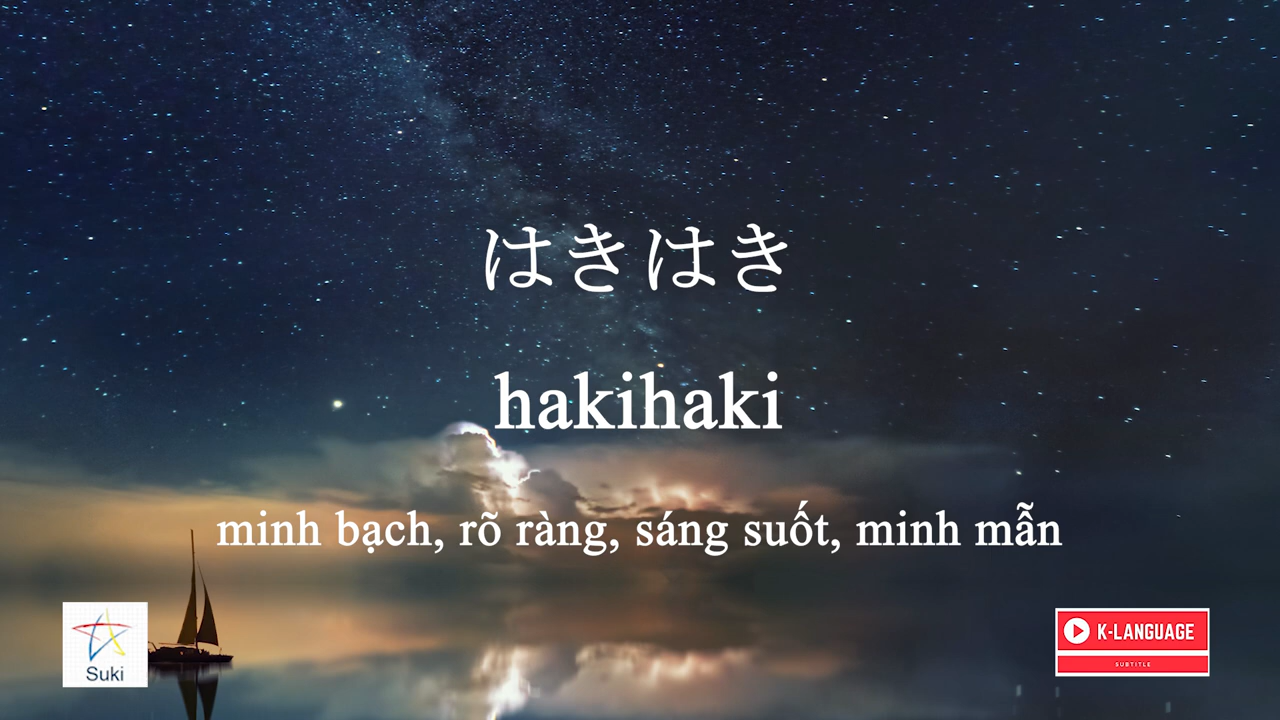 はきはき
hakihaki
minh bạch, rõ ràng, sáng suốt, minh mẫn
Suki
K-LANGUAGE
SUBTITLE